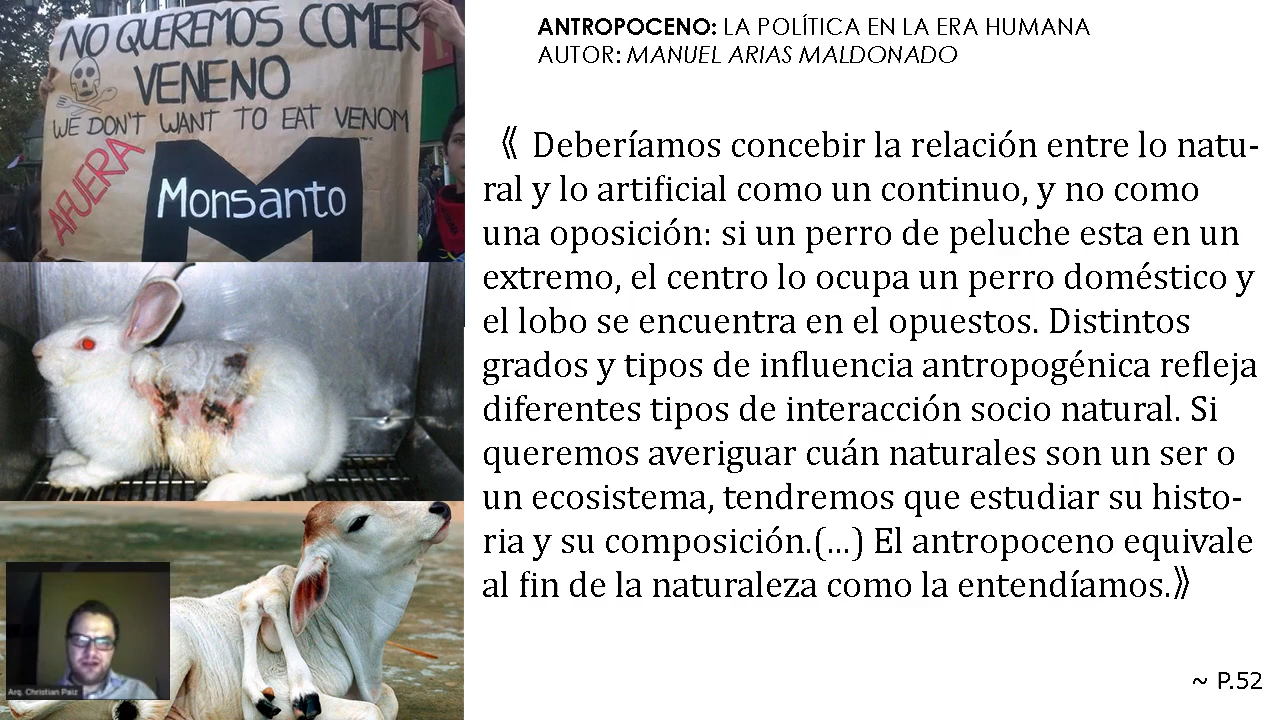 NO QUEREMOS COMER
VENENO
WE DON'T WANT TO EAT VENOM
AFUERA
Monsanto
Arq. Christian Paiz
ANTROPOCENO: LA POLÍTICA EN LA ERA HUMANA
AUTOR: MANUEL ARIAS MALDONADO
《 Deberíamos concebir la relación entre lo natu-
ral y lo artificial como un continuo, y no como
una oposición: si un perro de peluche esta en un
extremo, el centro lo ocupa un perro doméstico y
el lobo se encuentra en el opuestos. Distintos
grados y tipos de influencia antropogénica refleja
diferentes tipos de interacción socio natural. Si
queremos averiguar cuán naturales son un ser o
un ecosistema, tendremos que estudiar su histo-
ria y su composición.(...) El antropoceno equivale
al fin de la naturaleza como la entendíamos.》
~ P.52